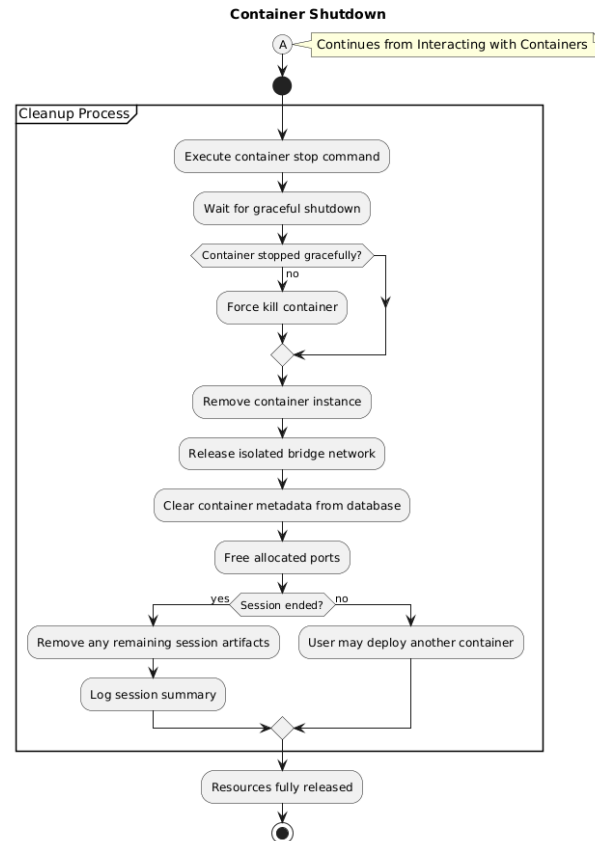 Container Shutdown
A
Continues from Interacting with Containers
Cleanup Process
Execute container stop command
Wait for graceful shutdown
Container stopped gracefully?
no
Force kill container
Remove container instance
Release isolated bridge network
Clear container metadata from database
Free allocated ports
yes
Session ended?
no
Remove any remaining session artifacts
User may deploy another container
Log session summary
Resources fully released